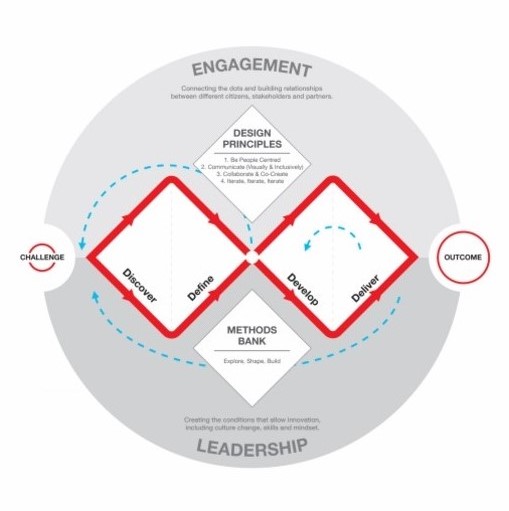 ENGAGEMENT
Connecting the dots and building relationships
between different citizens, stakeholders and partners.
DESIGN
PRINCIPLES
1. Be People Centred
2. Communicate (Visually & Inclusively)
3. Collaborate & Co-Create
4. Iterate, Iterate, Iterate
CHALLENGE
OUTCOME
Discover
Define
Develop
Deliver
METHODS
BANK
Explore, Shape, Build
Creating the conditions that allow innovation,
including culture change, skills and mindset.
LEADERSHIP